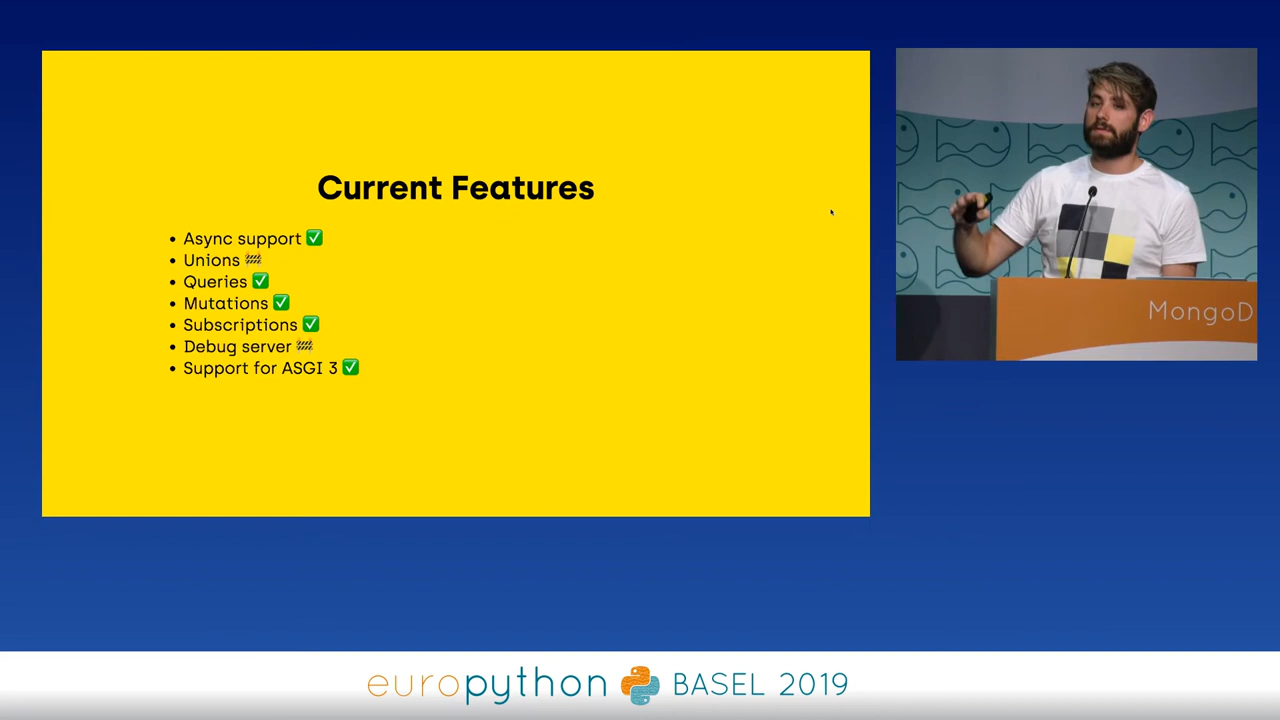 Current Features
• Async support ✅
• Unions 🚧
• Queries ✅
• Mutations ✅
• Subscriptions ✅
• Debug server 🚧
• Support for ASGI 3 ✅
MongoD
europython BASEL 2019